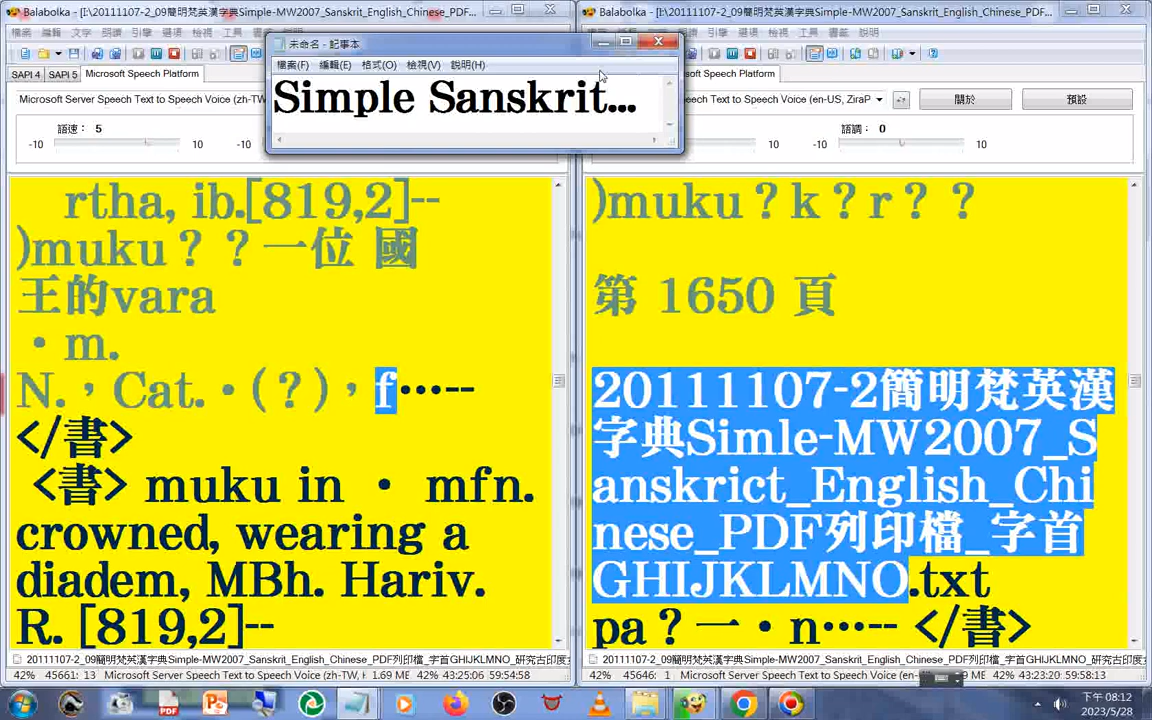 Balabolka - [I:\20111107-2_09簡明梵英漢字典Simple-MW2007_Sanskrit_English_Chinese_PDF...
Balabolka - [I:\20111107-2_09簡明梵英漢字典Simple-MW2007_Sanskrit_English_Chinese_PDF...
未命名 - 記事本
檔案(F) 編輯(E) 格式(O) 檢視(V) 說明(H)
Simple Sanskrit...
SAPI 4 SAPI 5 Microsoft Speech Platform
Microsoft Server Speech Text to Speech Voice (zh-TW
語速： 5
-10 10 -10
eech Platform
eech Text to Speech Voice (en-US, ZiraP
關於 預設
語調： 0
10 -10 10
rtha, ib.[819,2]--
)muku？？一位 國
王的vara
・m.
N.，Cat.・(？)，f…--
</書>
<書> muku in ・ mfn.
crowned, wearing a
diadem, MBh. Hariv.
R. [819,2]--
)muku？k？r？？
第 1650 頁
20111107-2簡明梵英漢
字典Simle-MW2007_S
anskrict_English_Chi
nese_PDF列印檔_字首
GHIJKLMNO.txt
pa？一・n…-- </書>
20111107-2_09簡明梵英漢字典Simple-MW2007_Sanskrit_English_Chinese_PDF列印檔_字首GHIJKLMNO_研究古印度
20111107-2_09簡明梵英漢字典Simple-MW2007_Sanskrit_English_Chinese_PDF列印檔_字首GHIJKLMNO_研究古印度
42% 45661: 13 Microsoft Server Speech Text to Speech Voice (zh-TW, H 1.69 ME 42% 43:25:06 59:54:58
42% 45646: 1 Microsoft Server Speech Text to Speech Voice 42% 43:23:20 59:58:13
下午 08:12
2023/5/28